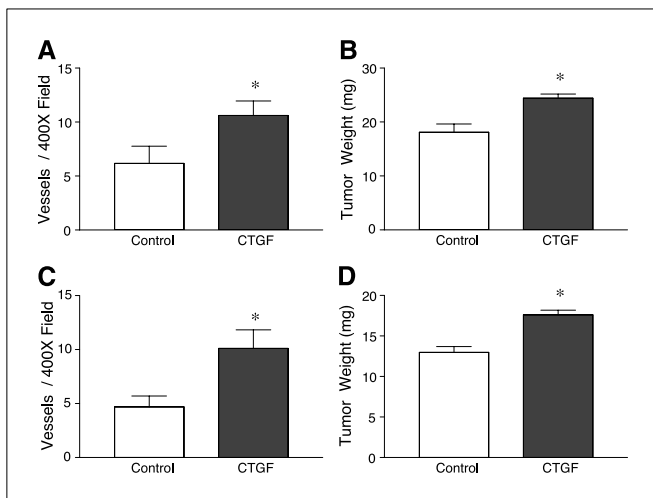 A
Vessels / 400X Field
15
10
5
0
*
Control
CTGF
B
Tumor Weight (mg)
30
20
10
0
*
Control
CTGF
C
Vessels / 400X Field
15
10
5
0
*
Control
CTGF
D
Tumor Weight (mg)
20
15
10
5
0
*
Control
CTGF